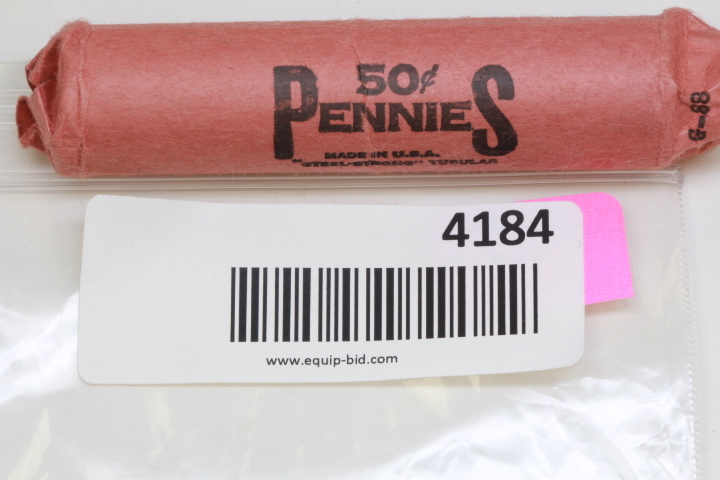 50¢
PENNIES
MADE IN U.S.A.
"STEEL-STRONG" TUBULAR
G-68
4184
www.equip-bid.com